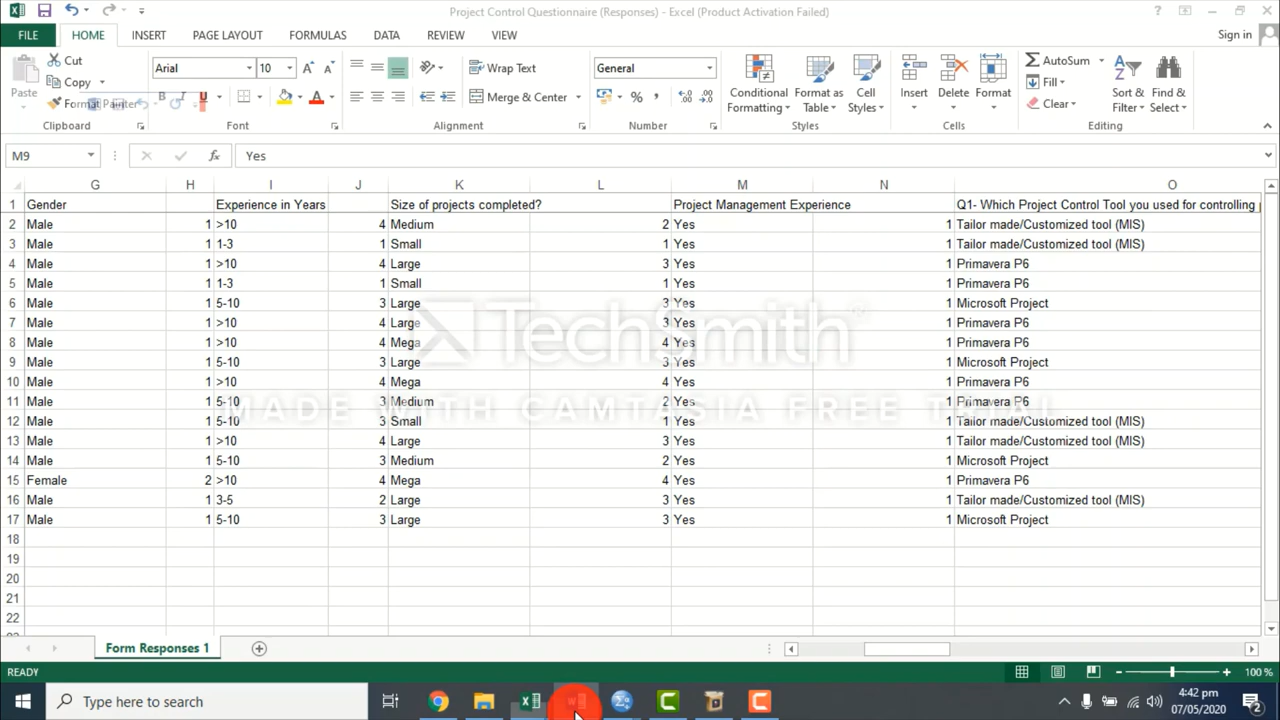 Project Control Questionnaire (Responses) - Excel (Product Activation Failed)
FILE HOME INSERT PAGE LAYOUT FORMULAS DATA REVIEW VIEW Sign in
Cut
Copy
Format Painter
Paste
Clipboard
Arial 10
B I U
Font
Wrap Text
Merge & Center
Alignment
General
Number
Conditional Formatting
Format as Table
Cell Styles
Styles
Insert
Delete
Format
Cells
AutoSum
Fill
Clear
Sort & Filter
Find & Select
Editing
M9 fx Yes
G H I J K L M N O
1 Gender Experience in Years Size of projects completed? Project Management Experience Q1- Which Project Control Tool you used for controlling
2 Male 1 >10 4 Medium 2 Yes 1 Tailor made/Customized tool (MIS)
3 Male 1 1-3 1 Small 1 Yes 1 Tailor made/Customized tool (MIS)
4 Male 1 >10 4 Large 3 Yes 1 Primavera P6
5 Male 1 1-3 1 Small 1 Yes 1 Primavera P6
6 Male 1 5-10 3 Large 3 Yes 1 Microsoft Project
7 Male 1 >10 4 Large 3 Yes 1 Primavera P6
8 Male 1 >10 4 Mega 4 Yes 1 Primavera P6
9 Male 1 5-10 3 Large 3 Yes 1 Microsoft Project
10 Male 1 >10 4 Mega 4 Yes 1 Primavera P6
11 Male 1 5-10 3 Medium 2 Yes 1 Primavera P6
12 Male 1 5-10 3 Small 1 Yes 1 Tailor made/Customized tool (MIS)
13 Male 1 >10 4 Large 3 Yes 1 Tailor made/Customized tool (MIS)
14 Male 1 5-10 3 Medium 2 Yes 1 Microsoft Project
15 Female 2 >10 4 Mega 4 Yes 1 Primavera P6
16 Male 1 3-5 2 Large 3 Yes 1 Tailor made/Customized tool (MIS)
17 Male 1 5-10 3 Large 3 Yes 1 Microsoft Project
18
19
20
21
22
TechSmith
MADE WITH CAMTASIA FREE TRIAL
Form Responses 1
READY 100 %
Type here to search
4:42 pm
07/05/2020
2